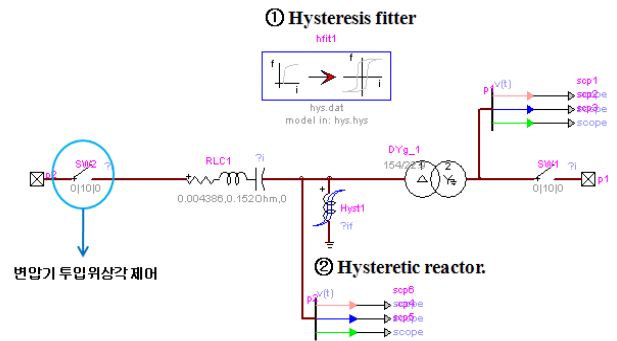 ① Hysteresis fitter
hfit1
f
i
f
i
hys.dat
model in: hys.hys
p1
v(t)
scp1
scope
scp2
scope
scp3
scope
DYg_1
1
2
154/22.9
SW2
?i
p2
0|10|0
RLC1
?i
+
0.004386,0.152Ohm,0
+
Hyst1
?if
SW1
?i
+
p1
0|10|0
변압기 투입위상각 제어
② Hysteretic reactor.
p2
v(t)
scp6
scope
scp4
scope
scp5
scope